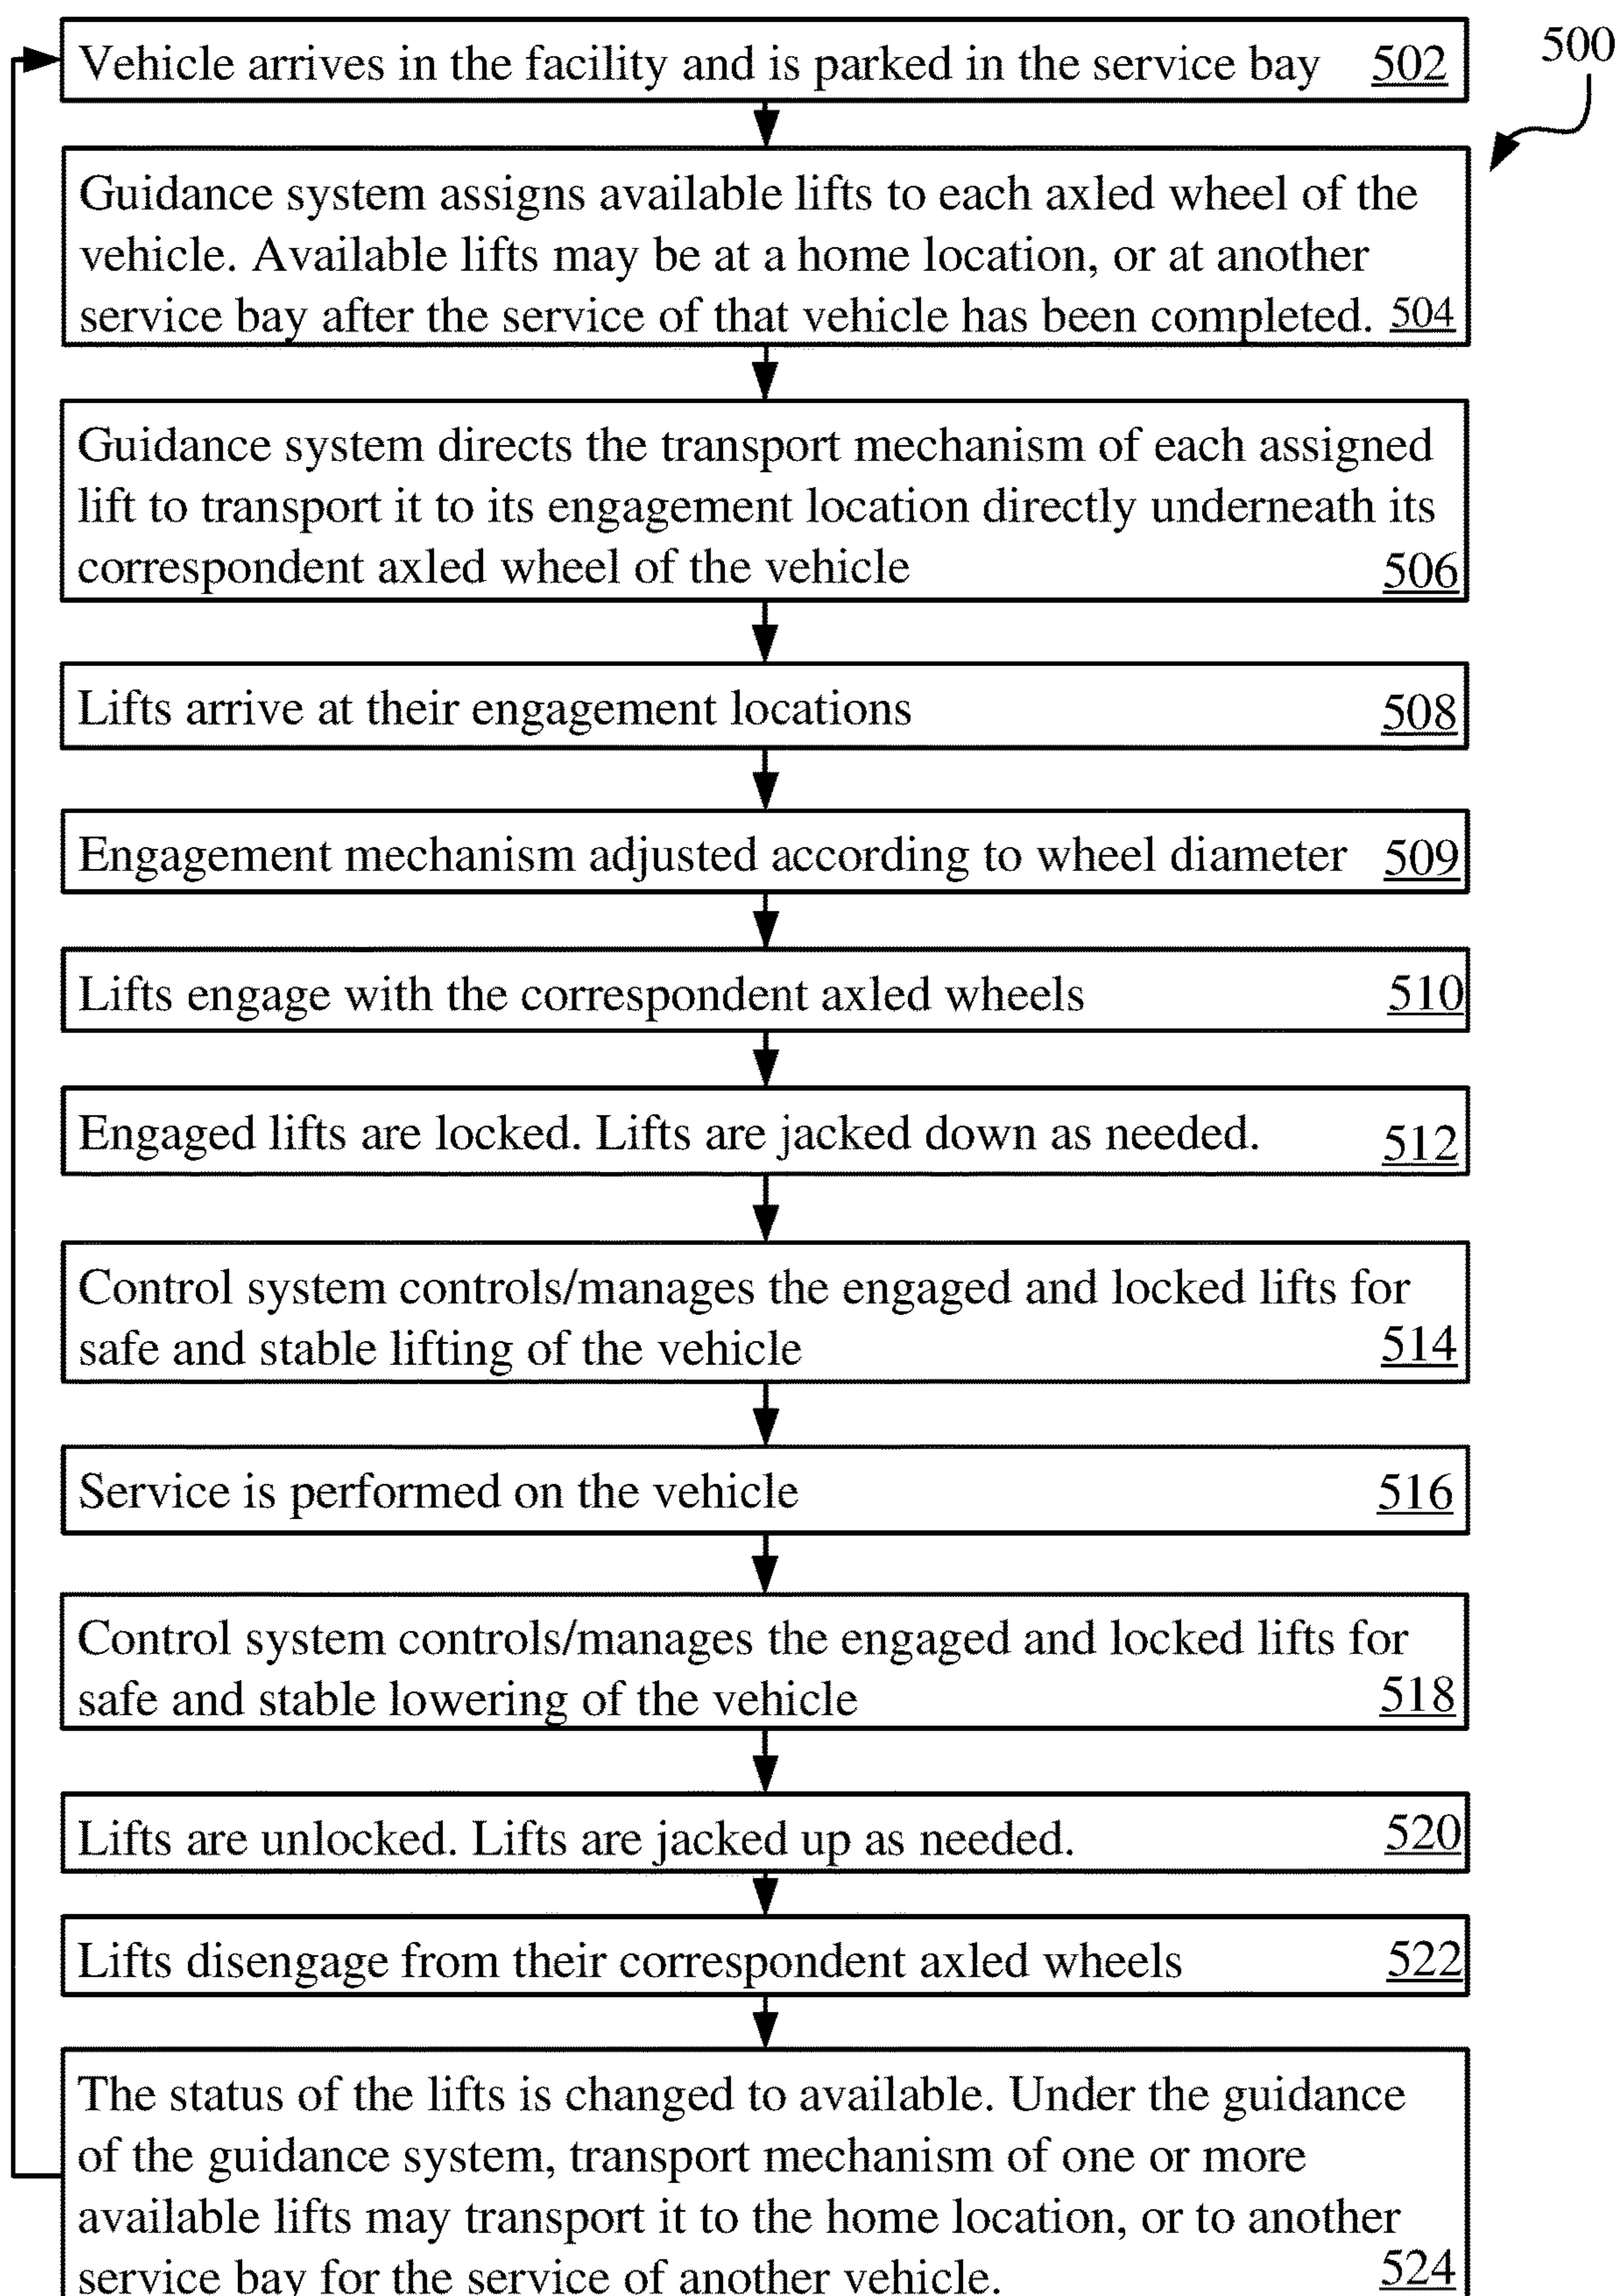 500
Vehicle arrives in the facility and is parked in the service bay 502
Guidance system assigns available lifts to each axled wheel of the
vehicle. Available lifts may be at a home location, or at another
service bay after the service of that vehicle has been completed. 504
Guidance system directs the transport mechanism of each assigned
lift to transport it to its engagement location directly underneath its
correspondent axled wheel of the vehicle 506
Lifts arrive at their engagement locations 508
Engagement mechanism adjusted according to wheel diameter 509
Lifts engage with the correspondent axled wheels 510
Engaged lifts are locked. Lifts are jacked down as needed. 512
Control system controls/manages the engaged and locked lifts for
safe and stable lifting of the vehicle 514
Service is performed on the vehicle 516
Control system controls/manages the engaged and locked lifts for
safe and stable lowering of the vehicle 518
Lifts are unlocked. Lifts are jacked up as needed. 520
Lifts disengage from their correspondent axled wheels 522
The status of the lifts is changed to available. Under the guidance
of the guidance system, transport mechanism of one or more
available lifts may transport it to the home location, or to another
service bay for the service of another vehicle. 524